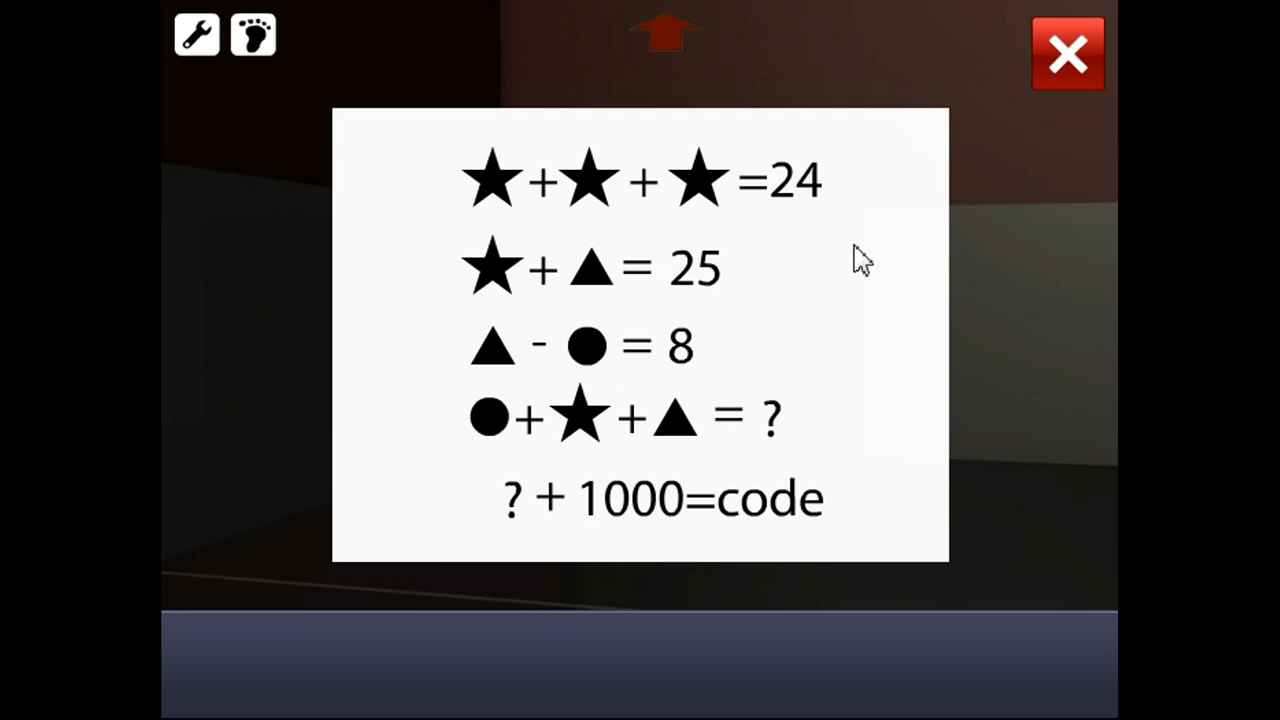 ★+★+★=24
★+▲= 25
▲ - ● = 8
●+★+▲ = ?
? + 1000=code